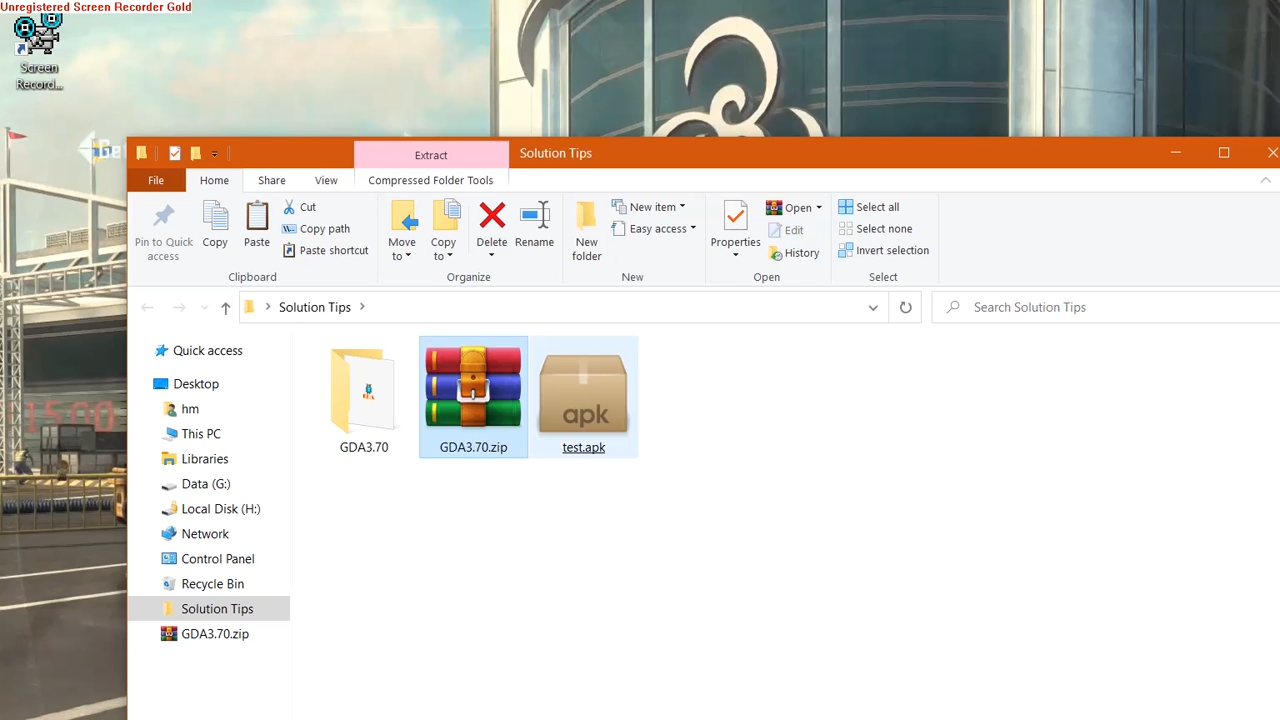 Unregistered Screen Recorder Gold
Screen
Record...
Extract
Solution Tips
File
Home
Share
View
Compressed Folder Tools
Pin to Quick
access
Copy
Paste
Cut
Copy path
Paste shortcut
Clipboard
Move
to
Copy
to
Delete
Rename
Organize
New
folder
New item
Easy access
New
Properties
Open
Edit
History
Open
Select all
Select none
Invert selection
Select
Solution Tips
Search Solution Tips
Quick access
Desktop
hm
This PC
Libraries
Data (G:)
Local Disk (H:)
Network
Control Panel
Recycle Bin
Solution Tips
GDA3.70.zip
GDA3.70
GDA3.70.zip
apk
test.apk
1500